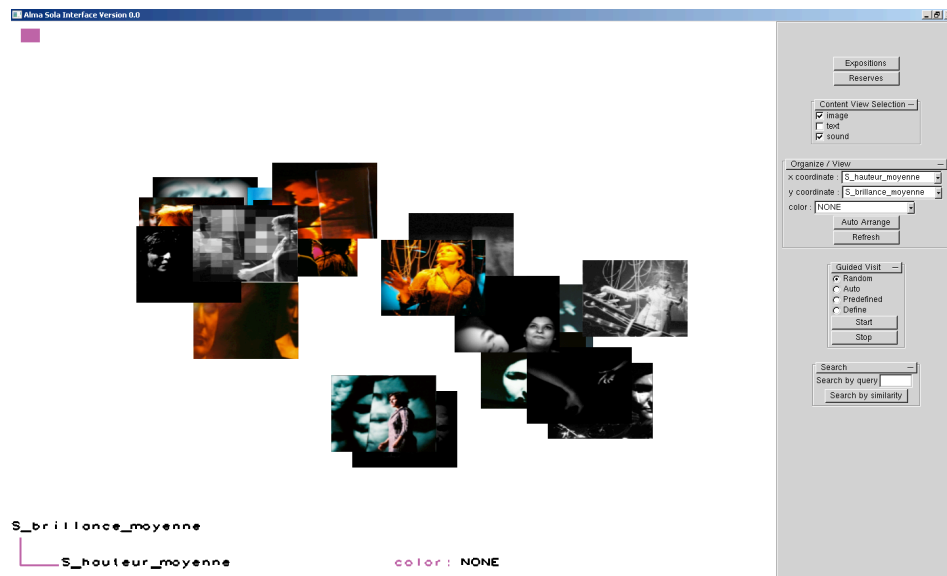 Alma Sola Interface Version 0.0
Expositions
Reserves
Content View Selection
image
text
sound
Organize / View
x coordinate : S_hauteur_moyenne
y coordinate : S_brillance_moyenne
color : NONE
Auto Arrange
Refresh
Guided Visit
Random
Auto
Predefined
Define
Start
Stop
Search
Search by query
Search by similarity
S_brillance_moyenne
S_hauteur_moyenne
color: NONE